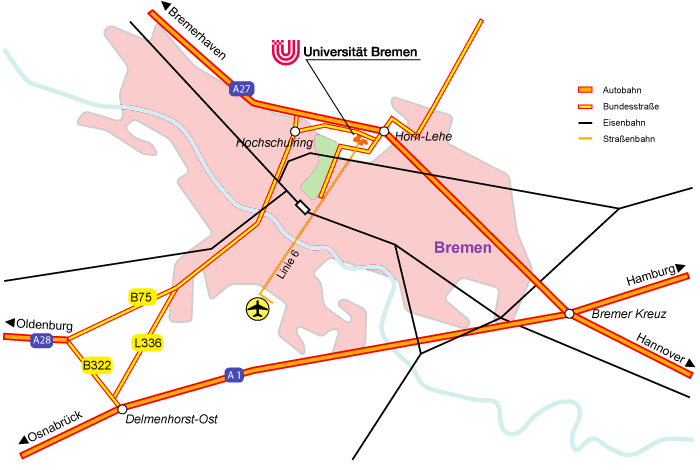 Bremerhaven
Universität Bremen
A27
Autobahn
Bundesstraße
Eisenbahn
Straßenbahn
Hochschulring
Horn-Lehe
Bremen
Linie 6
Hamburg
B75
Bremer Kreuz
Oldenburg
A28
L336
Hannover
B322
A 1
Osnabrück
Delmenhorst-Ost